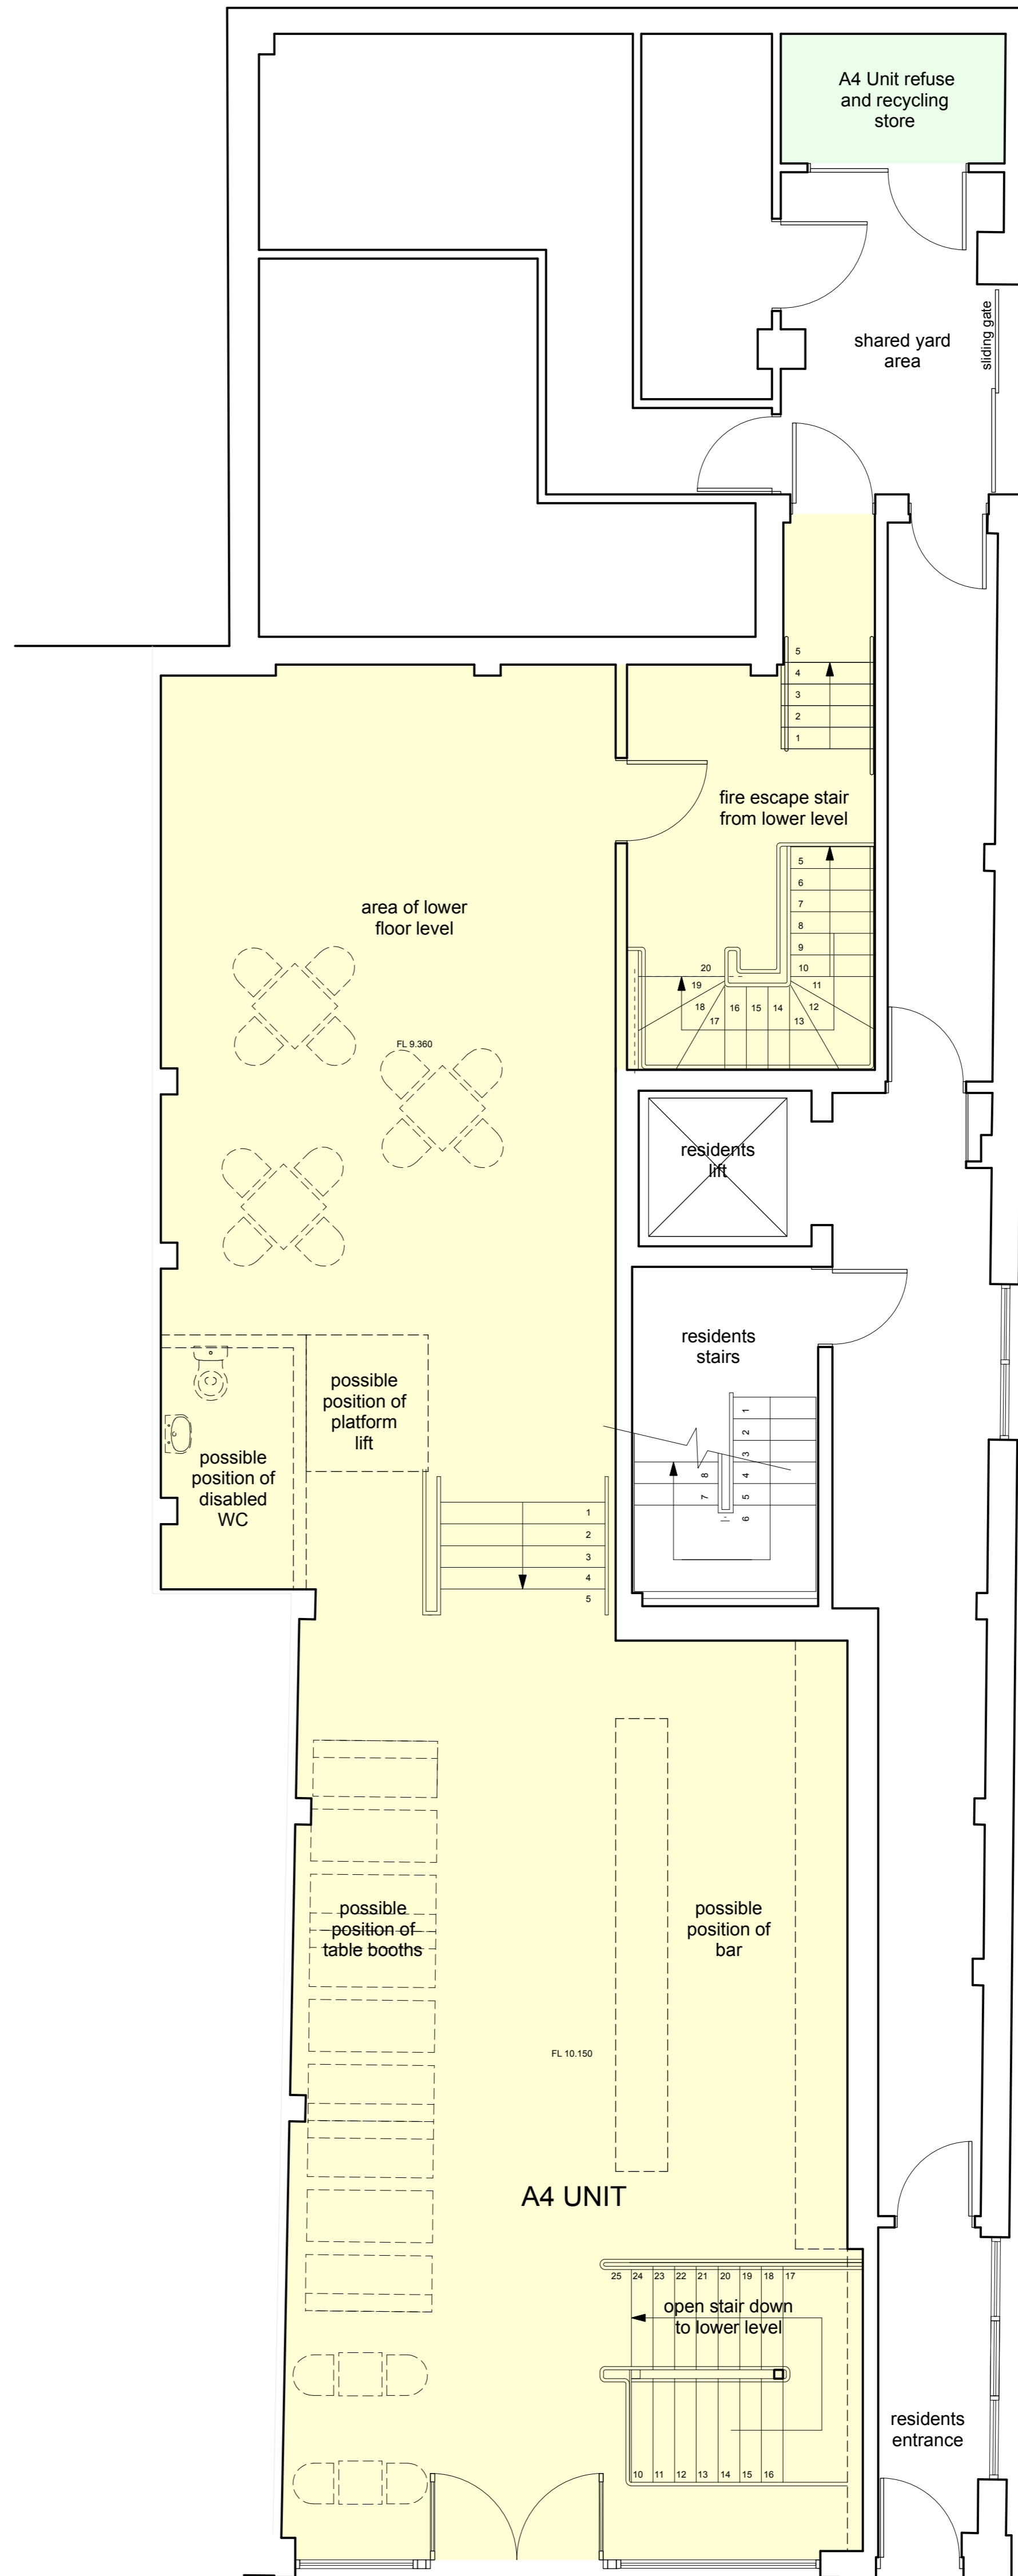 A4 Unit refuse
and recycling
store
shared yard
area
sliding gate
5
4
3
2
1
fire escape stair
from lower level
5
6
7
8
9
10
11
12
13
14
15
16
17
18
19
20
area of lower
floor level
FL 9.360
residents
lift
residents
stairs
1
2
3
4
5
6
7
8
possible
position of
platform
lift
possible
position of
disabled
WC
1
2
3
4
5
possible
position of
table booths
possible
position of
bar
FL 10.150
A4 UNIT
25 24 23 22 21 20 19 18 17
open stair down
to lower level
10 11 12 13 14 15 16
residents
entrance